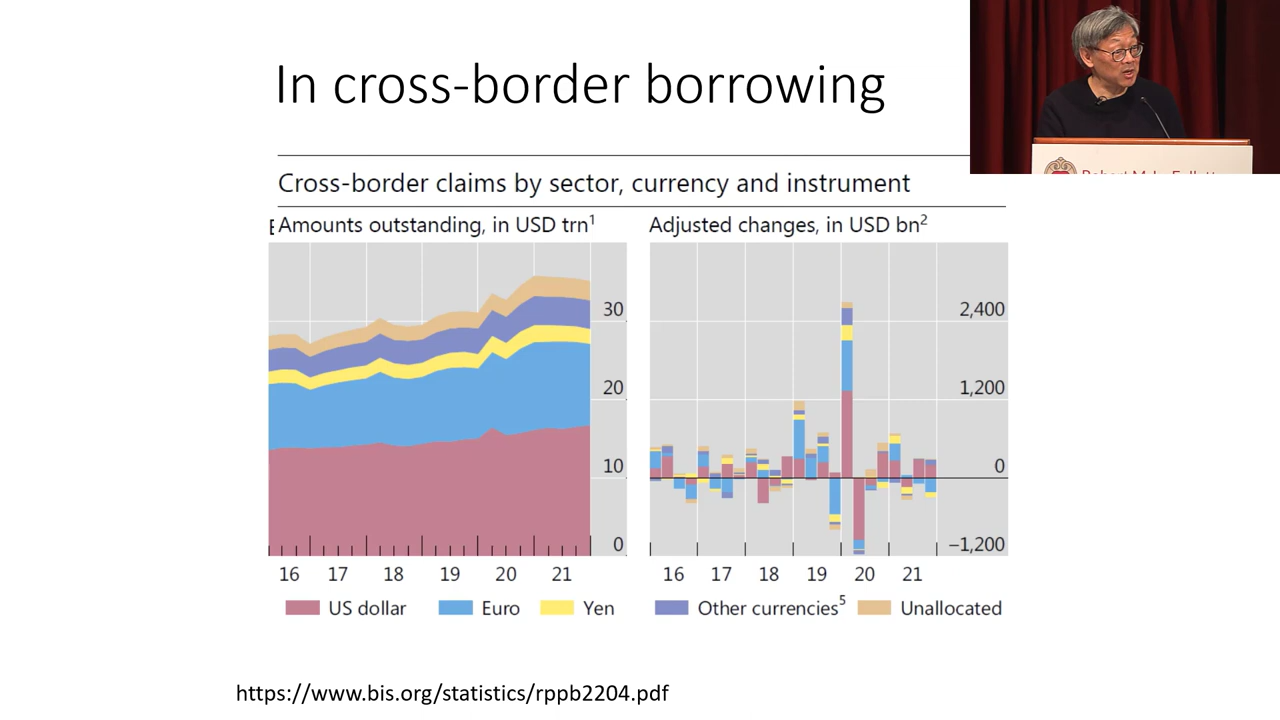 In cross-border borrowing
Cross-border claims by sector, currency and instrument
Amounts outstanding, in USD trn¹
Adjusted changes, in USD bn²
30
20
10
0
16 17 18 19 20 21
2,400
1,200
0
−1,200
16 17 18 19 20 21
US dollar
Euro
Yen
Other currencies⁵
Unallocated
https://www.bis.org/statistics/rppb2204.pdf